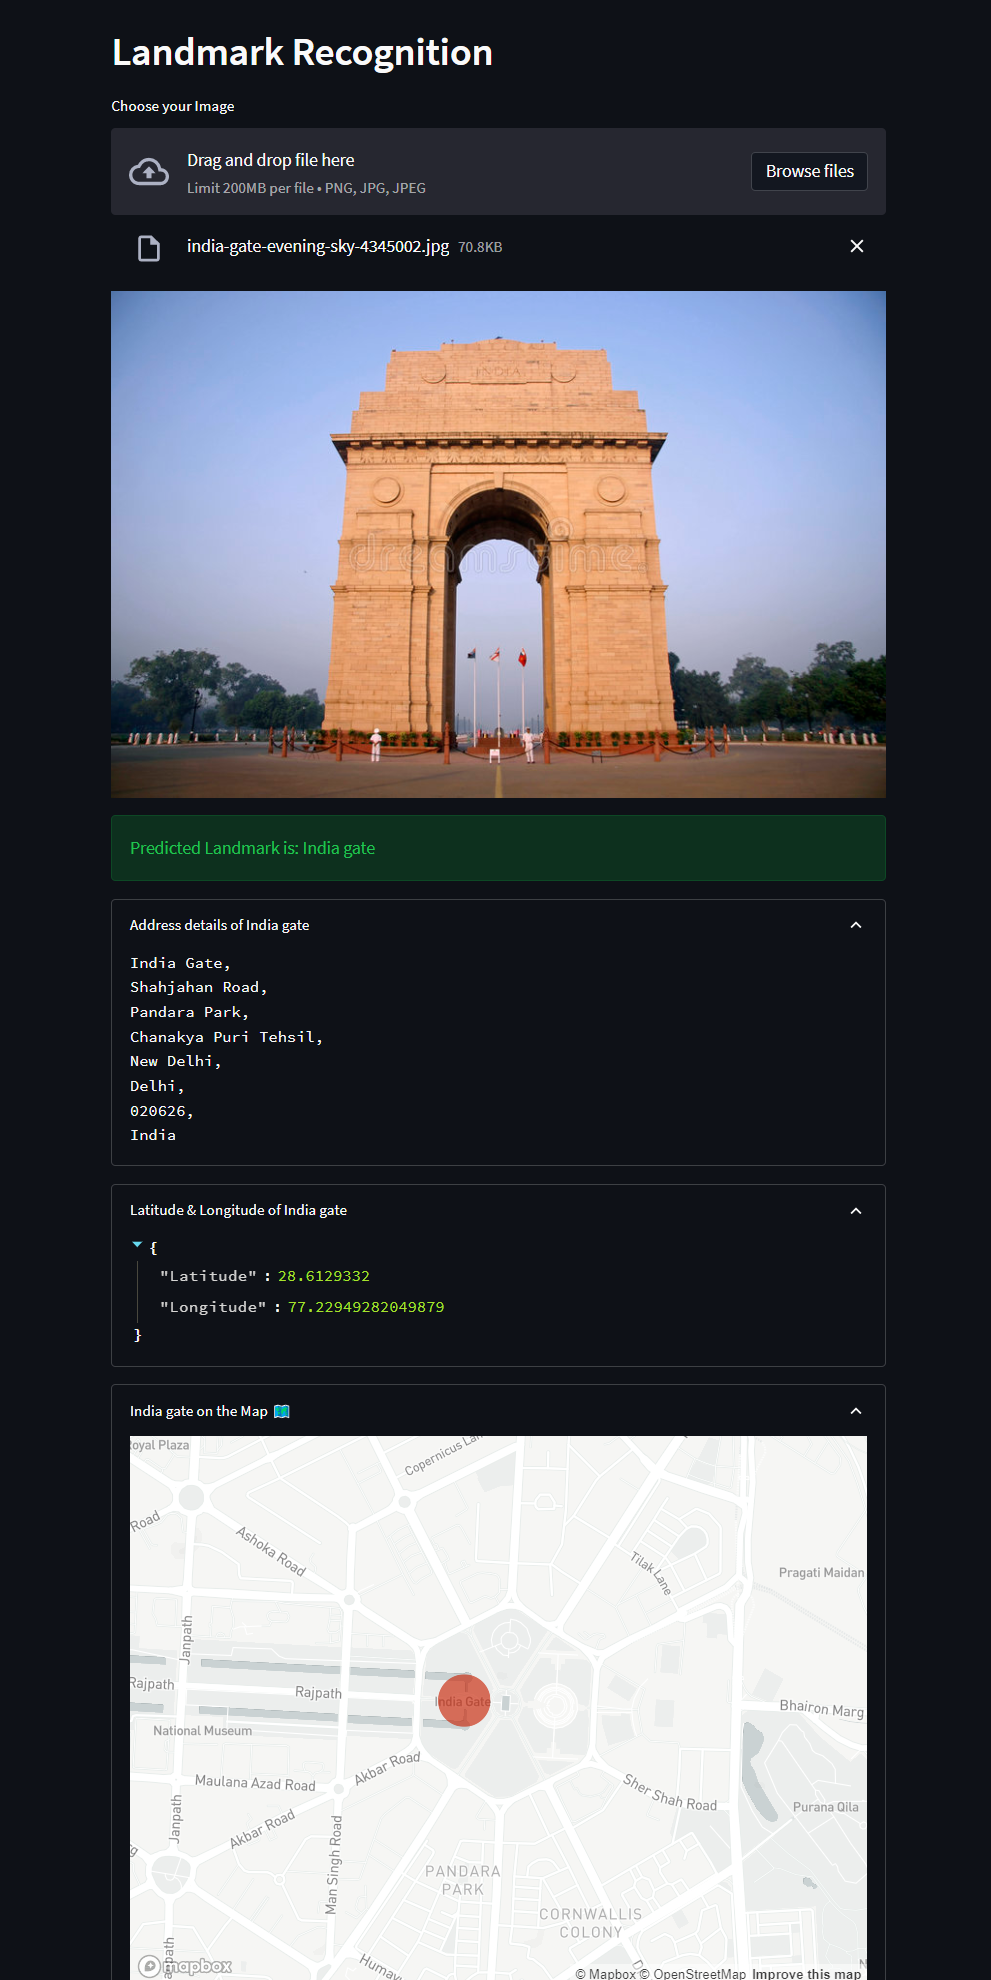 Landmark Recognition
Choose your Image
Drag and drop file here
Limit 200MB per file • PNG, JPG, JPEG
Browse files
india-gate-evening-sky-4345002.jpg 70.8KB
INDIA
dreamstime
Predicted Landmark is: India gate
Address details of India gate
India Gate,
Shahjahan Road,
Pandara Park,
Chanakya Puri Tehsil,
New Delhi,
Delhi,
020626,
India
Latitude & Longitude of India gate
{
"Latitude" : 28.6129332
"Longitude" : 77.22949282049879
}
India gate on the Map
Royal Plaza
Copernicus Lan
Road
Ashoka Road
Tilak Lane
Pragati Maidan
Janpath
Rajpath
Rajpath
India Gate
Bhairon Marg
National Museum
Akbar Road
Maulana Azad Road
Sher Shah Road
Purana Qila
Janpath
Akbar Road
Man Singh Road
PANDARA
PARK
CORNWALLIS
COLONY
Humay
mapbox
© Mapbox © OpenStreetMap Improve this map